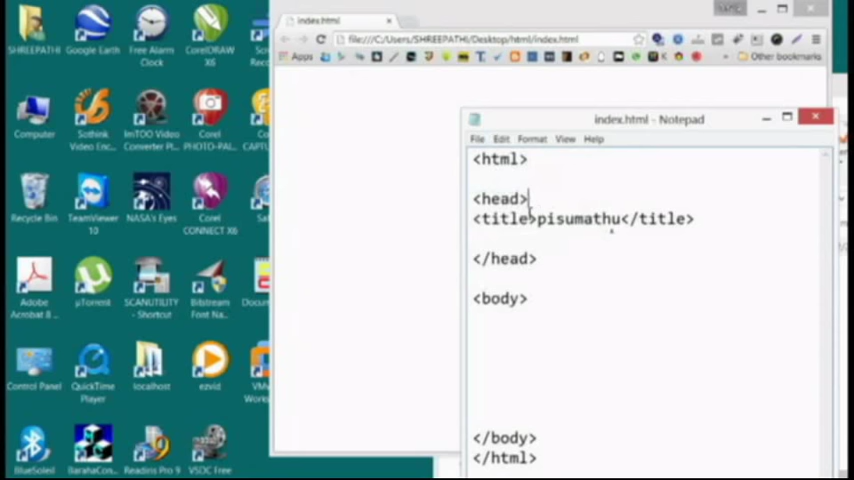 SHREEPATHI
Google Earth
Free Alarm
Clock
CorelDRAW
X6
Computer
Sothink
Video Enc...
ImTOO Video
Converter Pl...
Corel
PHOTO-PAI...
Recycle Bin
TeamViewer
10
NASA's Eyes
Corel
CONNECT X6
Adobe
Acrobat 8 ...
µTorrent
SCANUTILITY
- Shortcut
Bitstream
Font Na...
Control Panel
QuickTime
Player
localhost
ezvid
BlueSoleil
BarahaCon...
Readiris Pro 9
VSDC Free
index.html
file:///C:/Users/SHREEPATHI/Desktop/html/index.html
Apps
Other bookmarks
index.html - Notepad
File Edit Format View Help
<html>
<head>
<title>pisumathu</title>
</head>
<body>
</body>
</html>